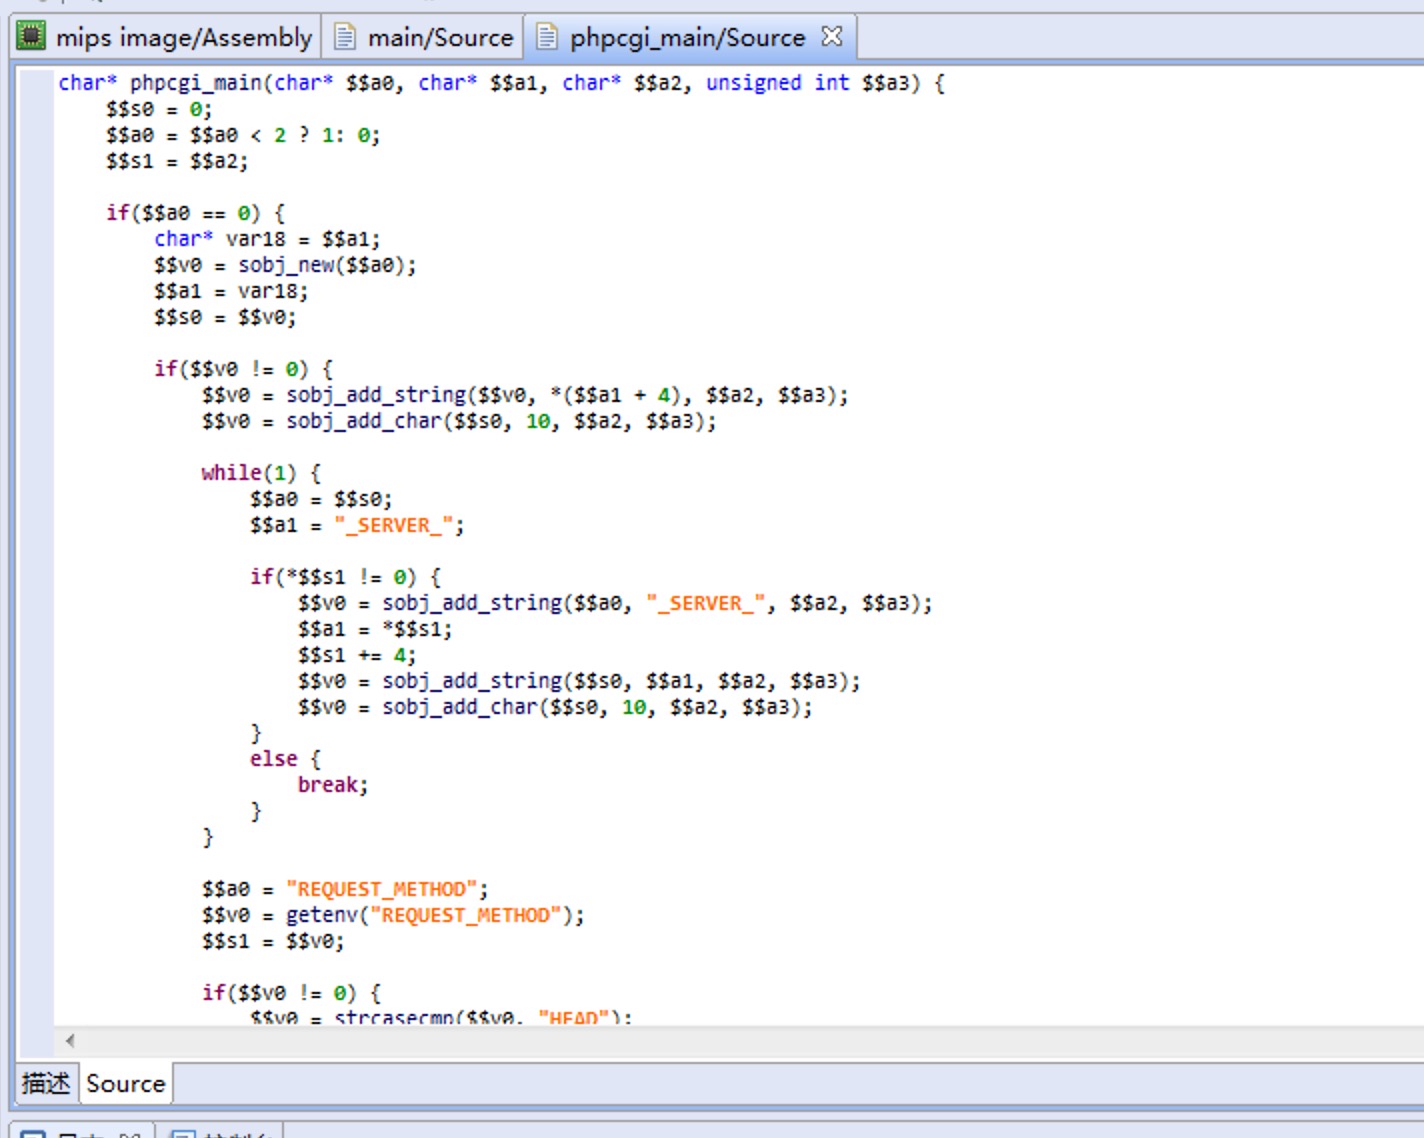 mips image/Assembly main/Source phpcgi_main/Source
char* phpcgi_main(char* $$a0, char* $$a1, char* $$a2, unsigned int $$a3) {
$$s0 = 0;
$$a0 = $$a0 < 2 ? 1: 0;
$$s1 = $$a2;
if($$a0 == 0) {
char* var18 = $$a1;
$$v0 = sobj_new($$a0);
$$a1 = var18;
$$s0 = $$v0;
if($$v0 != 0) {
$$v0 = sobj_add_string($$v0, *($$a1 + 4), $$a2, $$a3);
$$v0 = sobj_add_char($$s0, 10, $$a2, $$a3);
while(1) {
$$a0 = $$s0;
$$a1 = "_SERVER_";
if(*$$s1 != 0) {
$$v0 = sobj_add_string($$a0, "_SERVER_", $$a2, $$a3);
$$a1 = *$$s1;
$$s1 += 4;
$$v0 = sobj_add_string($$s0, $$a1, $$a2, $$a3);
$$v0 = sobj_add_char($$s0, 10, $$a2, $$a3);
}
else {
break;
}
}
$$a0 = "REQUEST_METHOD";
$$v0 = getenv("REQUEST_METHOD");
$$s1 = $$v0;
if($$v0 != 0) {
$$v0 = strcasecmp($$v0, "HEAD");
描述 Source